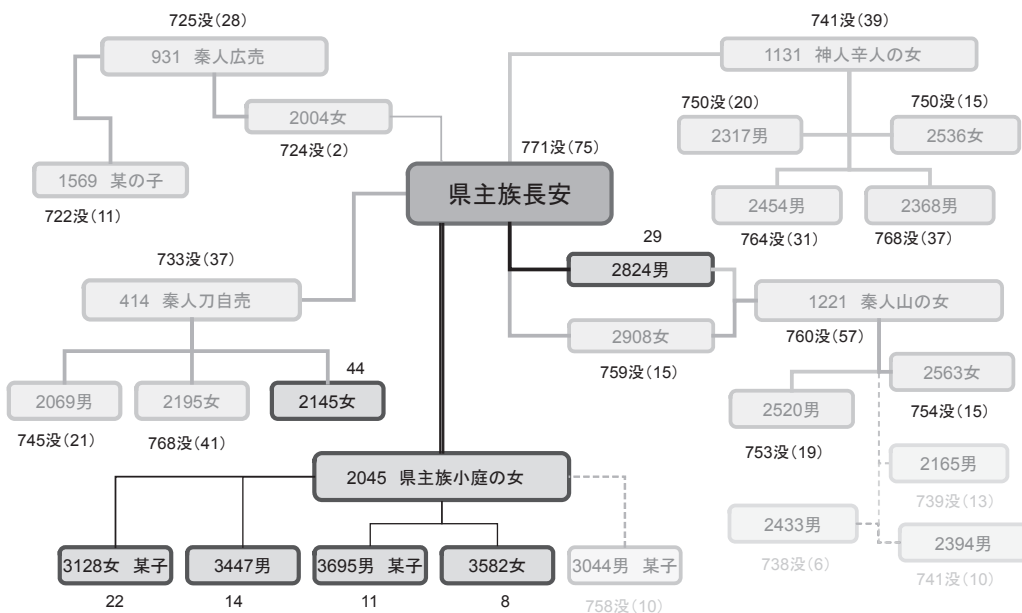 725没(28)
931 秦人広売
2004女
724没(2)
1569 某の子
722没(11)
741没(39)
1131 神人辛人の女
750没(20)
750没(15)
2317男
2536女
2454男
2368男
764没(31)
768没(37)
771没(75)
県主族長安
733没(37)
414 秦人刀自売
44
2069男
2195女
2145女
745没(21)
768没(41)
29
2824男
2908女
759没(15)
1221 秦人山の女
760没(57)
2563女
2520男
754没(15)
753没(19)
2165男
739没(13)
2433男
2394男
738没(6)
741没(10)
2045 県主族小庭の女
3128女 某子
3447男
3695男 某子
3582女
3044男 某子
22
14
11
8
758没(10)